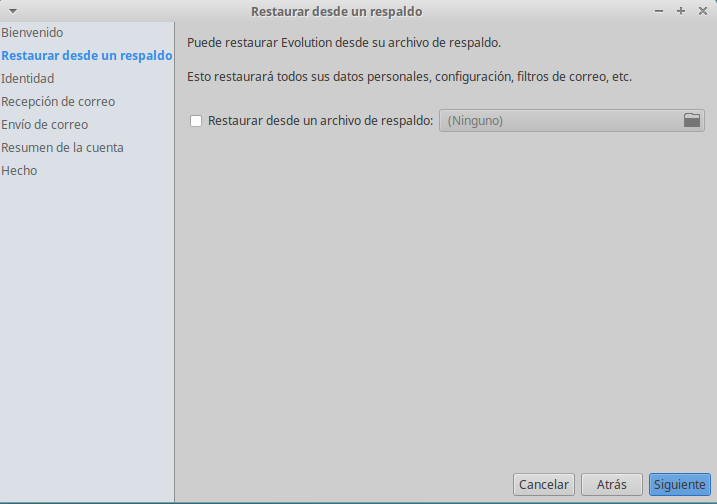 Restaurar desde un respaldo
Bienvenido
Restaurar desde un respaldo
Identidad
Recepción de correo
Envío de correo
Resumen de la cuenta
Hecho
Puede restaurar Evolution desde su archivo de respaldo.
Esto restaurará todos sus datos personales, configuración, filtros de correo, etc.
Restaurar desde un archivo de respaldo: (Ninguno)
Cancelar Atrás Siguiente